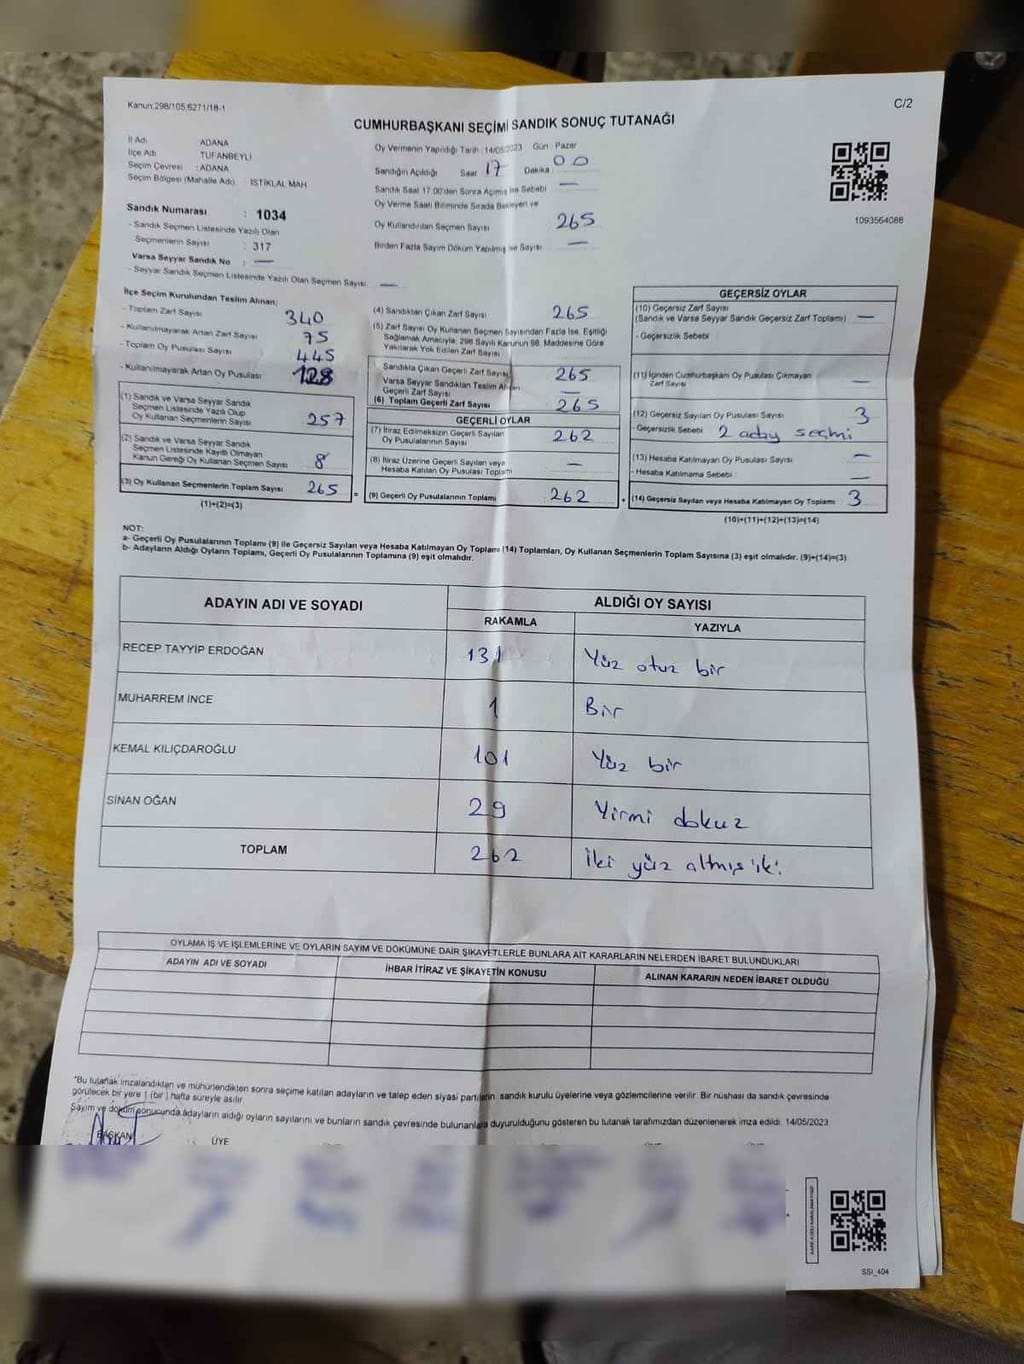 Kanun:298/105,6271/18-1
C/2
CUMHURBAŞKANI SEÇİMİ SANDIK SONUÇ TUTANAĞI
İl Adı : ADANA
İlçe Adı : TUFANBEYLİ
Seçim Çevresi : ADANA
Seçim Bölgesi (Mahalle Adı) : İSTİKLAL MAH
Sandık Numarası : 1034
- Sandık Seçmen Listesinde Yazılı Olan
Seçmenlerin Sayısı : 317
Varsa Seyyar Sandık No : —
- Seyyar Sandık Seçmen Listesinde Yazılı Olan Seçmen Sayısı —
Oy Vermenin Yapıldığı Tarih : 14/05/2023 Gün : Pazar
Sandığın Açıldığı Saat 17 Dakika 00
Sandık Saat 17.00'den Sonra Açılmış İse Sebebi —
Oy Verme Saati Bitiminde Sırada Bekleyen ve
Oy Kullandırılan Seçmen Sayısı 265
Birden Fazla Sayım Döküm Yapılmış İse Sayısı —
1093564088
İlçe Seçim Kurulundan Teslim Alınan;
- Toplam Zarf Sayısı 340
- Kullanılmayarak Artan Zarf Sayısı 75
- Toplam Oy Pusulası Sayısı 445
- Kullanılmayarak Artan Oy Pusulası 128
(1) Sandık ve Varsa Seyyar Sandık
Seçmen Listesinde Yazılı Olup
Oy Kullanan Seçmenlerin Sayısı 257
(2) Sandık ve Varsa Seyyar Sandık
Seçmen Listesinde Kayıtlı Olmayan
Kanun Gereği Oy Kullanan Seçmen Sayısı 8
(3) Oy Kullanan Seçmenlerin Toplam Sayısı 265
(1)+(2)=(3)
(4) Sandıktan Çıkan Zarf Sayısı 265
(5) Zarf Sayısı Oy Kullanan Seçmen Sayısından Fazla İse, Eşitliği
Sağlamak Amacıyla, 298 Sayılı Kanunun 98. Maddesine Göre
Yakılarak Yok Edilen Zarf Sayısı
Sandıkta Çıkan Geçerli Zarf Sayısı 265
Varsa Seyyar Sandıktan Teslim Alınan
Geçerli Zarf Sayısı —
(6) Toplam Geçerli Zarf Sayısı 265
GEÇERLİ OYLAR
(7) İtiraz Edilmeksizin Geçerli Sayılan
Oy Pusulalarının Sayısı 262
(8) İtiraz Üzerine Geçerli Sayılan veya
Hesaba Katılan Oy Pusulası Toplamı —
=
(9) Geçerli Oy Pusulalarının Toplamı 262
+
GEÇERSİZ OYLAR
(10) Geçersiz Zarf Sayısı
(Sandık ve Varsa Seyyar Sandık Geçersiz Zarf Toplamı) —
- Geçersizlik Sebebi
(11) İçinden Cumhurbaşkanı Oy Pusulası Çıkmayan
Zarf Sayısı —
(12) Geçersiz Sayılan Oy Pusulası Sayısı 3
- Geçersizlik Sebebi 2 aday seçmi
(13) Hesaba Katılmayan Oy Pusulası Sayısı —
- Hesaba Katılmama Sebebi —
(14) Geçersiz Sayılan veya Hesaba Katılmayan Oy Toplamı 3
(10)+(11)+(12)+(13)=(14)
NOT:
a- Geçerli Oy Pusulalarının Toplamı (9) ile Geçersiz Sayılan veya Hesaba Katılmayan Oy Toplamı (14) Toplamları, Oy Kullanan Seçmenlerin Toplam Sayısına (3) eşit olmalıdır. (9)+(14)=(3)
b- Adayların Aldığı Oyların Toplamı, Geçerli Oy Pusulalarının Toplamına (9) eşit olmalıdır.
ADAYIN ADI VE SOYADI
ALDIĞI OY SAYISI
RAKAMLA YAZIYLA
RECEP TAYYİP ERDOĞAN 131 Yüz otuz bir
MUHARREM İNCE 1 Bir
KEMAL KILIÇDAROĞLU 101 Yüz bir
SİNAN OĞAN 29 Yirmi dokuz
TOPLAM 262 İki yüz altmış iki
OYLAMA İŞ VE İŞLEMLERİNE VE OYLARIN SAYIM VE DÖKÜMÜNE DAİR ŞİKAYETLERLE BUNLARA AİT KARARLARIN NELERDEN İBARET BULUNDUKLARI
ADAYIN ADI VE SOYADI İHBAR İTİRAZ VE ŞİKAYETİN KONUSU ALINAN KARARIN NEDEN İBARET OLDUĞU
"Bu tutanak imzalandıktan ve mühürlendikten sonra seçime katılan adayların ve talep eden siyasi partilerin sandık kurulu üyelerine veya gözlemcilerine verilir. Bir nüshası da sandık çevresinde
görülecek bir yere 1 (bir) hafta süreyle asılır.
Sayım ve döküm sonucunda adayların aldığı oyların sayılarını ve bunların sandık çevresinde bulunanlara duyurulduğunu gösteren bu tutanak tarafımızdan düzenlenerek imza edildi. 14/05/2023
BAŞKAN ÜYE
SSI_404